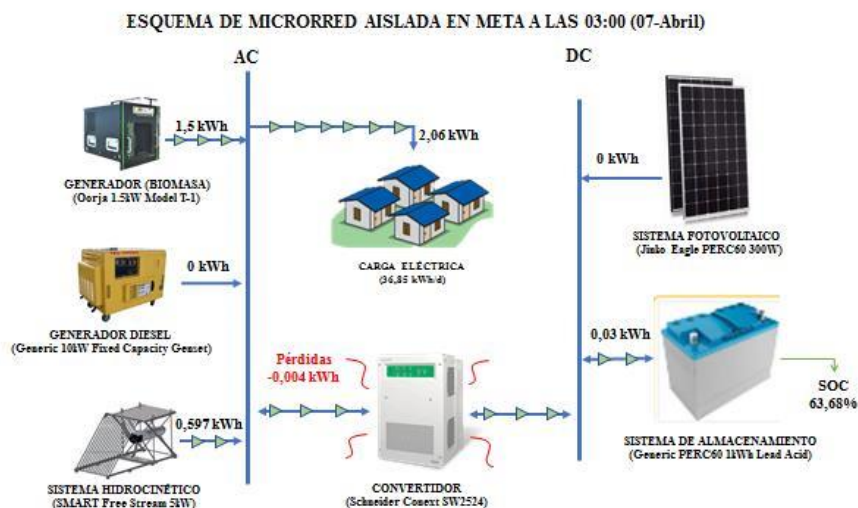 ESQUEMA DE MICRORRED AISLADA EN META A LAS 03:00 (07-Abril)
AC
DC
1,5 kWh
2,06 kWh
GENERADOR (BIOMASA)
(Oorja 1.5kW Model T-1)
0 kWh
SISTEMA FOTOVOLTAICO
(Jinko Eagle PERC60 300W)
CARGA ELÉCTRICA
(36,85 kWh/d)
0 kWh
GENERADOR DIESEL
(Generic 10kW Fixed Capacity Genset)
Pérdidas
-0,004 kWh
0,03 kWh
SOC
63,68%
0,597 kWh
SISTEMA HIDROCINÉTICO
(SMART Free Stream 5kW)
CONVERTIDOR
(Schneider Conext SW2524)
SISTEMA DE ALMACENAMIENTO
(Generic PERC60 1kWh Lead Acid)